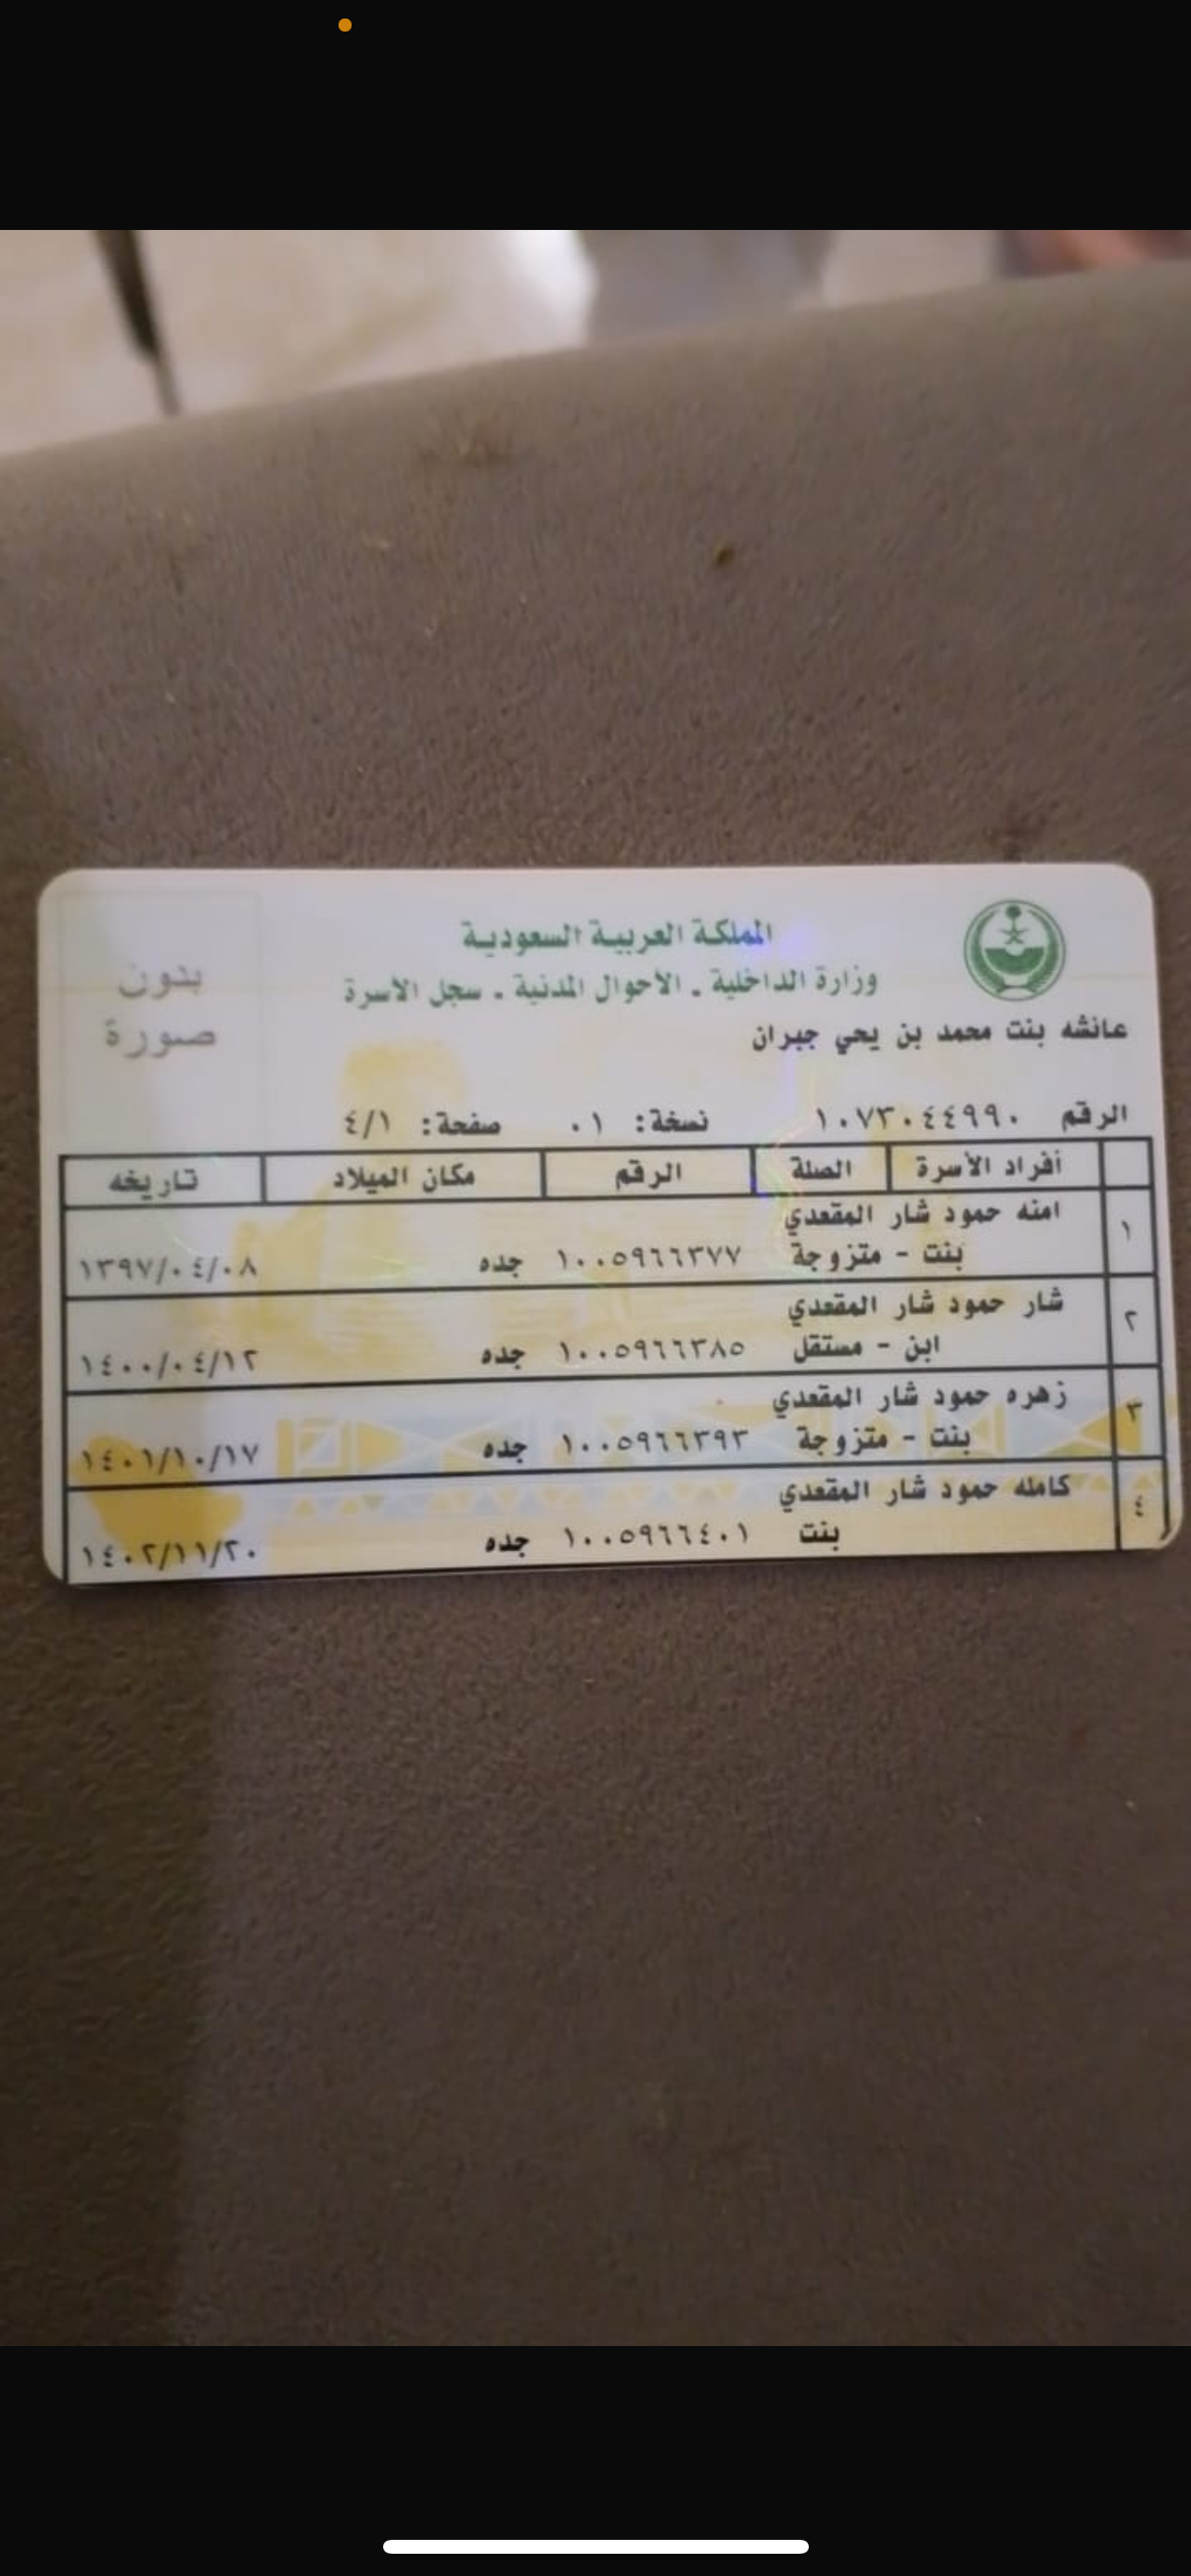 المملكة العربية السعودية
وزارة الداخلية - الأحوال المدنية - سجل الأسرة
بدون
صورة
عائشه بنت محمد بن يحي جبران
الرقم ١٠٧٣٠٤٤٩٩٠ نسخة: ٠١ صفحة: ٤/١
أفراد الأسرة الصلة الرقم مكان الميلاد تاريخه
١ امنه حمود شار المقعدي
بنت - متزوجة ١٠٠٥٩٦٦٣٧٧ جده ١٣٩٧/٠٤/٠٨
٢ شار حمود شار المقعدي
ابن - مستقل ١٠٠٥٩٦٦٣٨٥ جده ١٤٠٠/٠٤/١٢
٣ زهره حمود شار المقعدي
بنت - متزوجة ١٠٠٥٩٦٦٣٩٣ جده ١٤٠١/١٠/١٧
٤ كامله حمود شار المقعدي
بنت ١٠٠٥٩٦٦٤٠١ جده ١٤٠٢/١١/٢٠